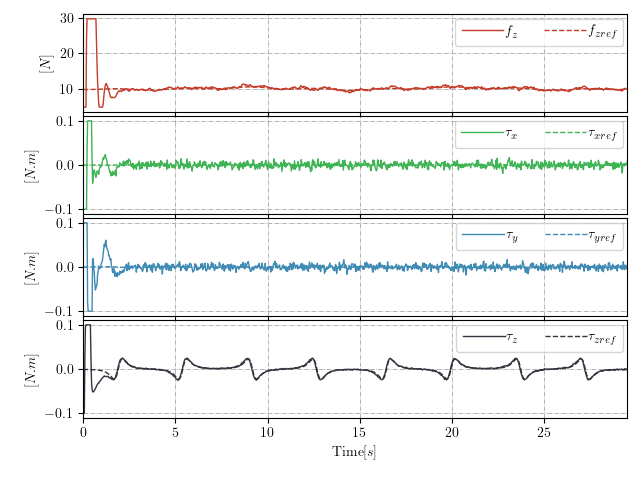 30
20
10
[N]
f_z f_zref
0.1
0.0
−0.1
[N.m]
τ_x τ_xref
0.1
0.0
−0.1
[N.m]
τ_y τ_yref
0.1
0.0
−0.1
[N.m]
τ_z τ_zref
0 5 10 15 20 25
Time[s]